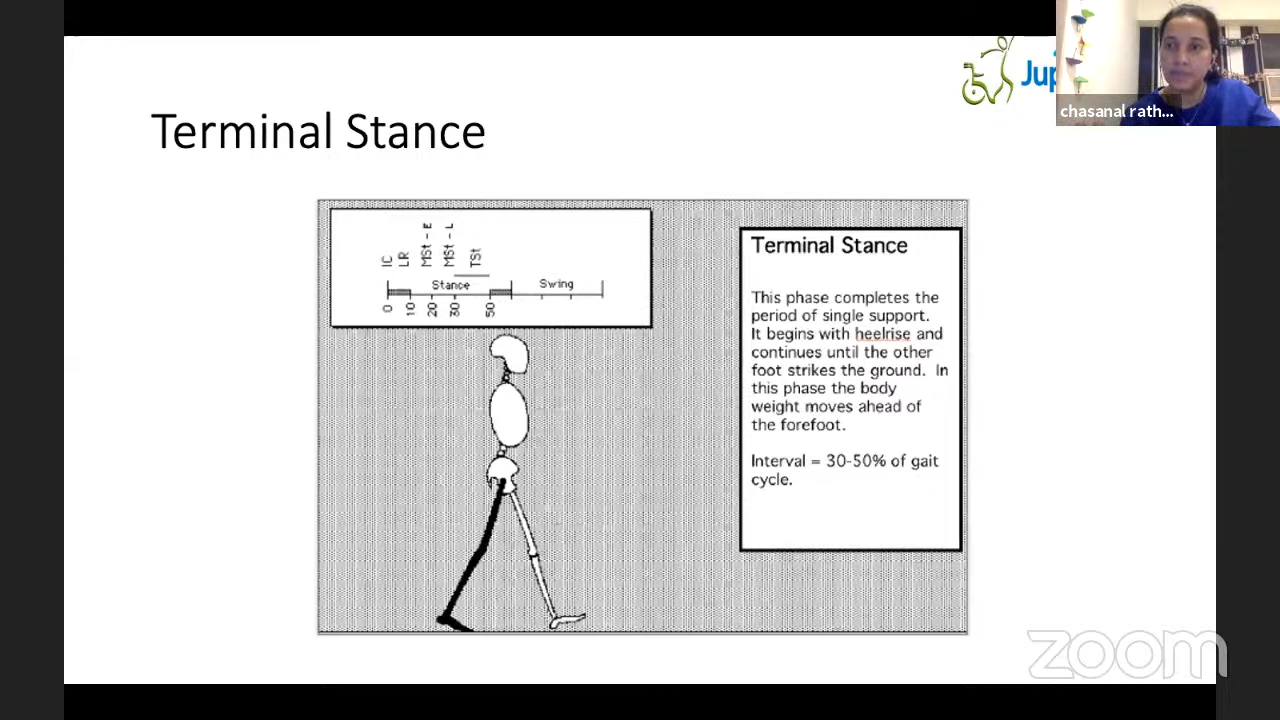 Jup
chasanal rath...
Terminal Stance
IC
LR
MSt - E
MSt - L
TSt
Stance
Swing
0
10
20
30
50
Terminal Stance
This phase completes the
period of single support.
It begins with heelrise and
continues until the other
foot strikes the ground. In
this phase the body
weight moves ahead of
the forefoot.
Interval = 30-50% of gait
cycle.
zoom